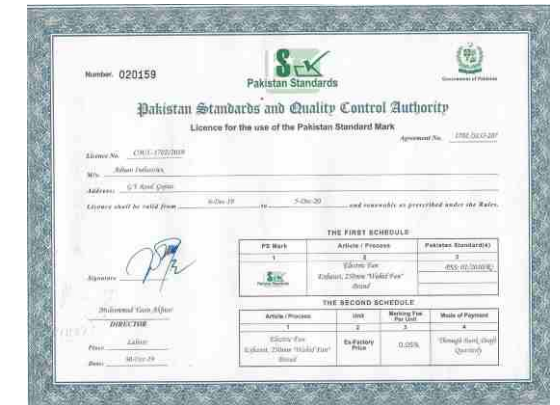 Number. 020159
Pakistan Standards
Government of Pakistan
Pakistan Standards and Quality Control Authority
Licence for the use of the Pakistan Standard Mark
Agreement No.
Licence No.
M/s. Industries,
Address: G.T Road,
Licence shall be valid from 6-Dec-19 to 5-Dec-20 and renewable as prescribed under the Rules.
THE FIRST SCHEDULE
PS Mark Article / Process Pakistan Standard(s)
1 2 3
Electric Fan
Exhaust, 250mm "Wahid Fan"
Brand
Signature
THE SECOND SCHEDULE
Article / Process Unit Marking Fee Per Unit Mode of Payment
1 2 3 4
Electric Fan
Exhaust, 250mm "Wahid Fan"
Brand
Ex-Factory
Price
0.05%
Through Bank Draft
Quarterly
Muhammad
DIRECTOR
Place: Lahore
Date: